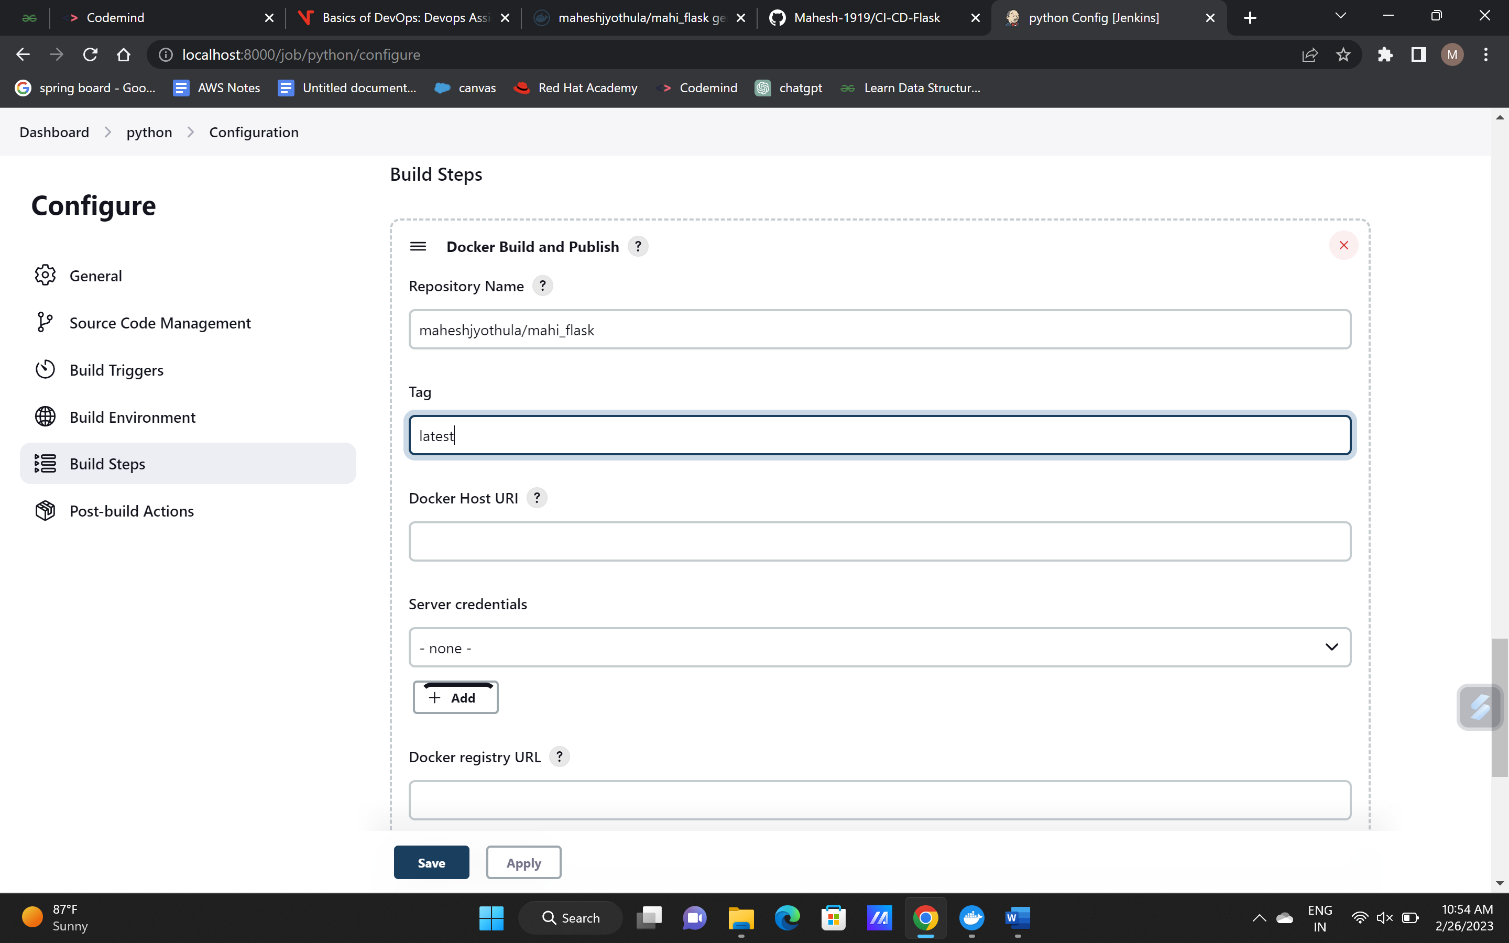 Codemind
Basics of DevOps: Devops Assi
maheshjyothula/mahi_flask ge
Mahesh-1919/CI-CD-Flask
python Config [Jenkins]
localhost:8000/job/python/configure
M
spring board - Goo...
AWS Notes
Untitled document...
canvas
Red Hat Academy
Codemind
chatgpt
Learn Data Structur...
Dashboard > python > Configuration
Configure
General
Source Code Management
Build Triggers
Build Environment
Build Steps
Post-build Actions
Build Steps
Docker Build and Publish ?
Repository Name ?
maheshjyothula/mahi_flask
Tag
latest
Docker Host URI ?
Server credentials
- none -
+ Add
Docker registry URL ?
Save
Apply
87°F
Sunny
Search
ENG
IN
10:54 AM
2/26/2023